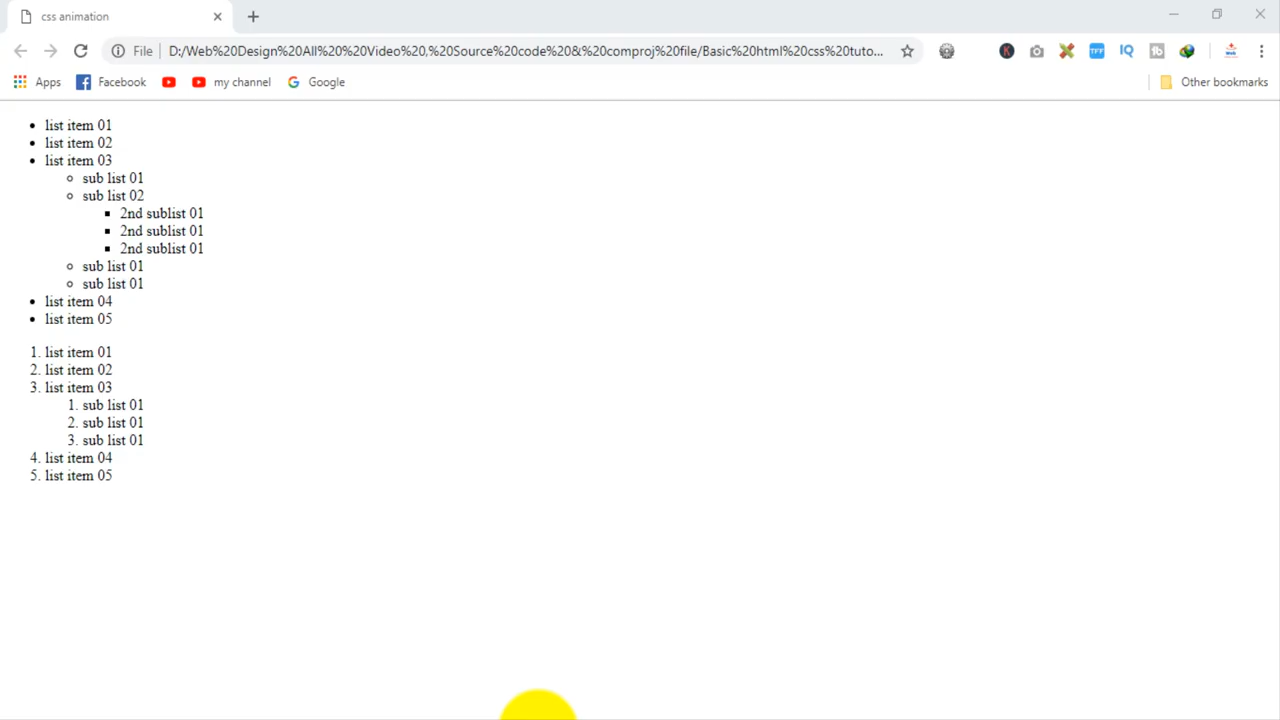 css animation
File
D:/Web%20Design%20All%20%20Video%20,%20Source%20code%20&%20comproj%20file/Basic%20html%20css%20tuto...
K
TFF
IQ
Apps
Facebook
my channel
Google
Other bookmarks
• list item 01
• list item 02
• list item 03
◦ sub list 01
◦ sub list 02
▪ 2nd sublist 01
▪ 2nd sublist 01
▪ 2nd sublist 01
◦ sub list 01
◦ sub list 01
• list item 04
• list item 05
1. list item 01
2. list item 02
3. list item 03
1. sub list 01
2. sub list 01
3. sub list 01
4. list item 04
5. list item 05